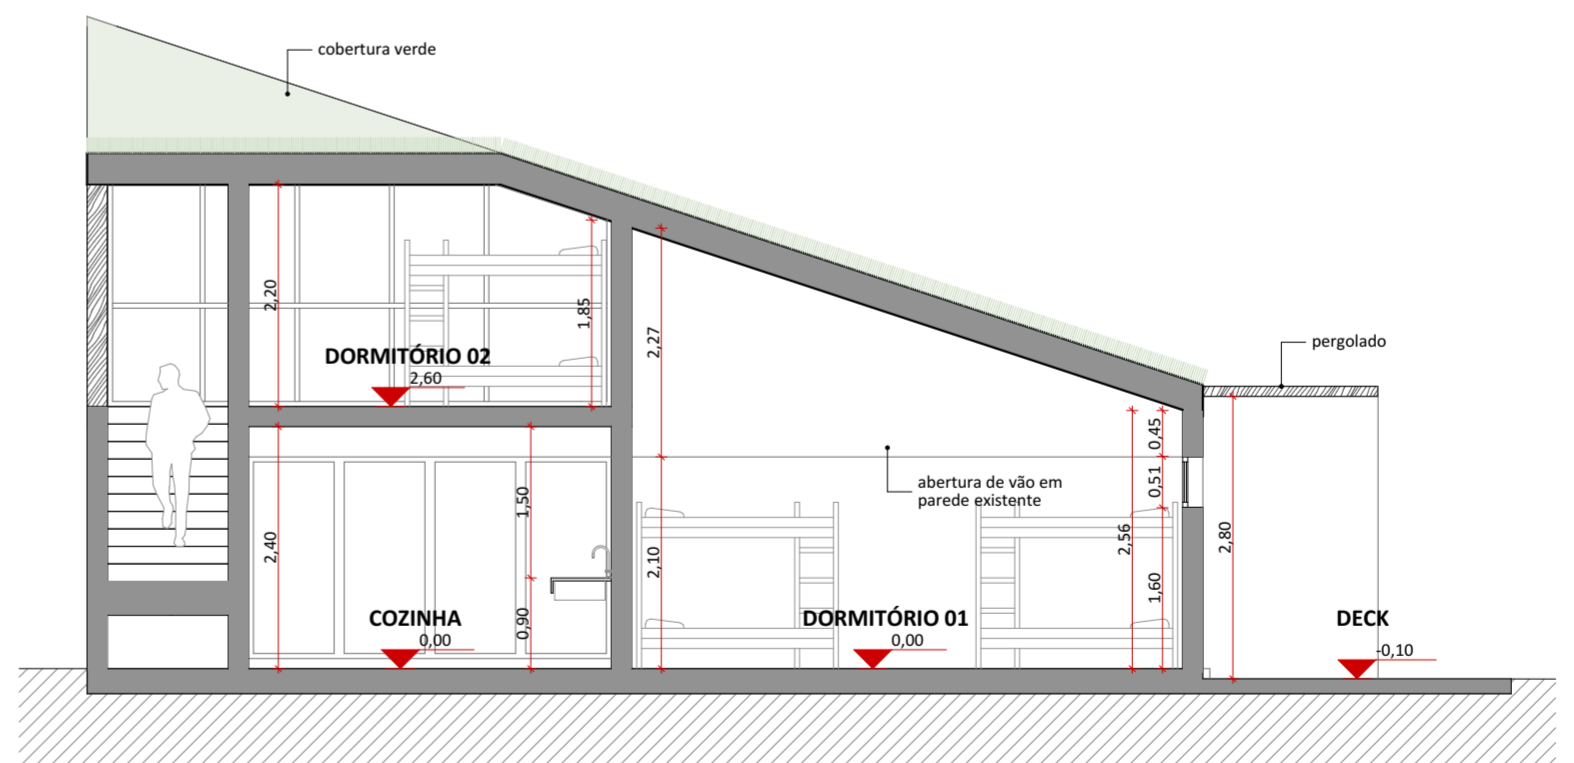 cobertura verde
2,20
1,85
DORMITÓRIO 02
2,60
2,27
pergolado
0,45
abertura de vão em
parede existente
0,51
1,50
2,40
2,10
2,56
2,80
1,60
0,90
COZINHA
0,00
DORMITÓRIO 01
0,00
DECK
-0,10